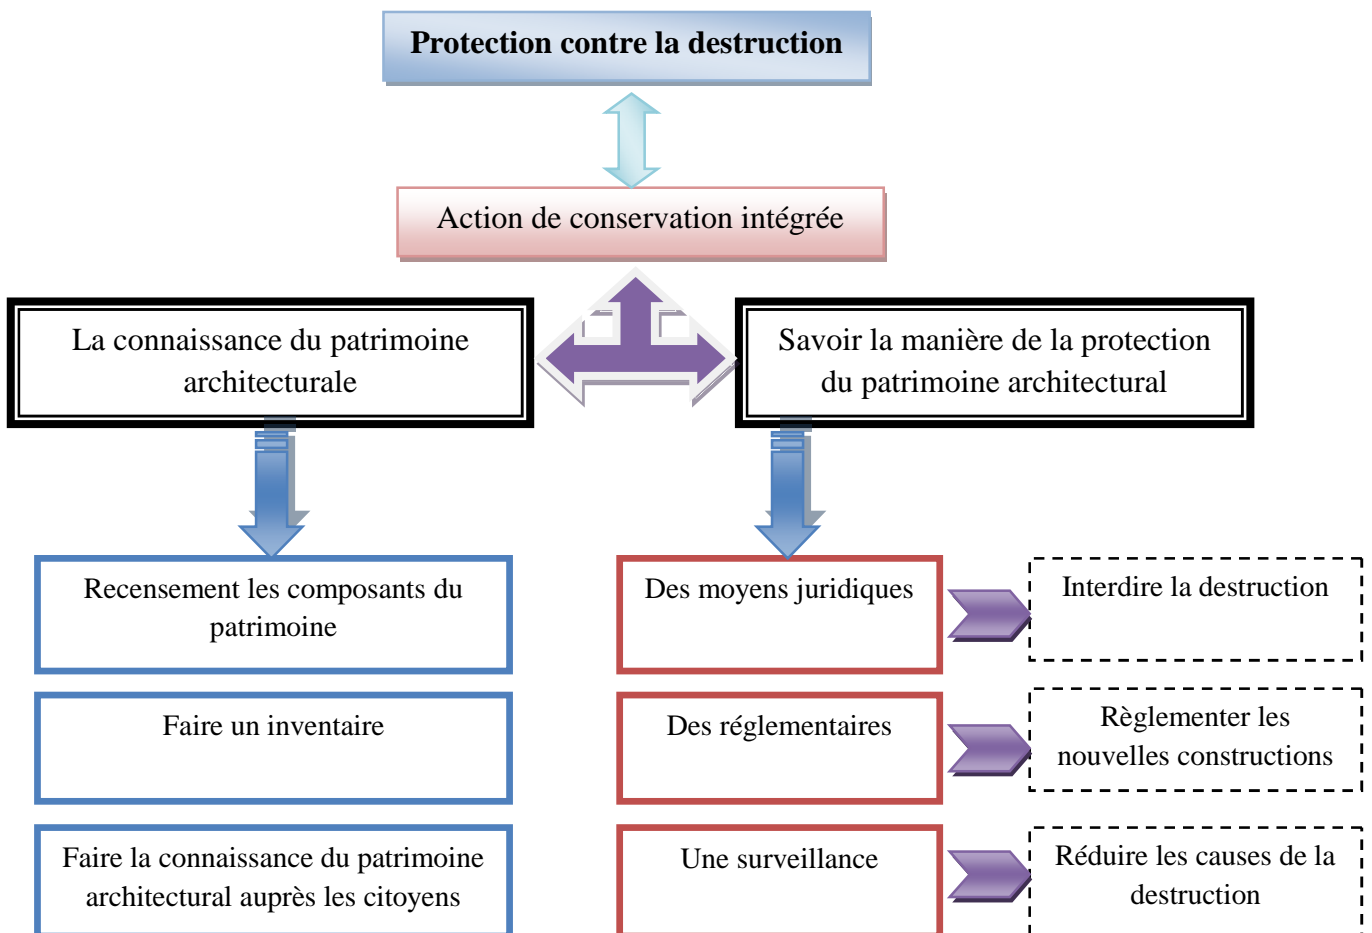 Protection contre la destruction
Action de conservation intégrée
La connaissance du patrimoine
architecturale
Savoir la manière de la protection
du patrimoine architectural
Recensement les composants du
patrimoine
Des moyens juridiques
Interdire la destruction
Faire un inventaire
Des réglementaires
Règlementer les
nouvelles constructions
Faire la connaissance du patrimoine
architectural auprès les citoyens
Une surveillance
Réduire les causes de la
destruction